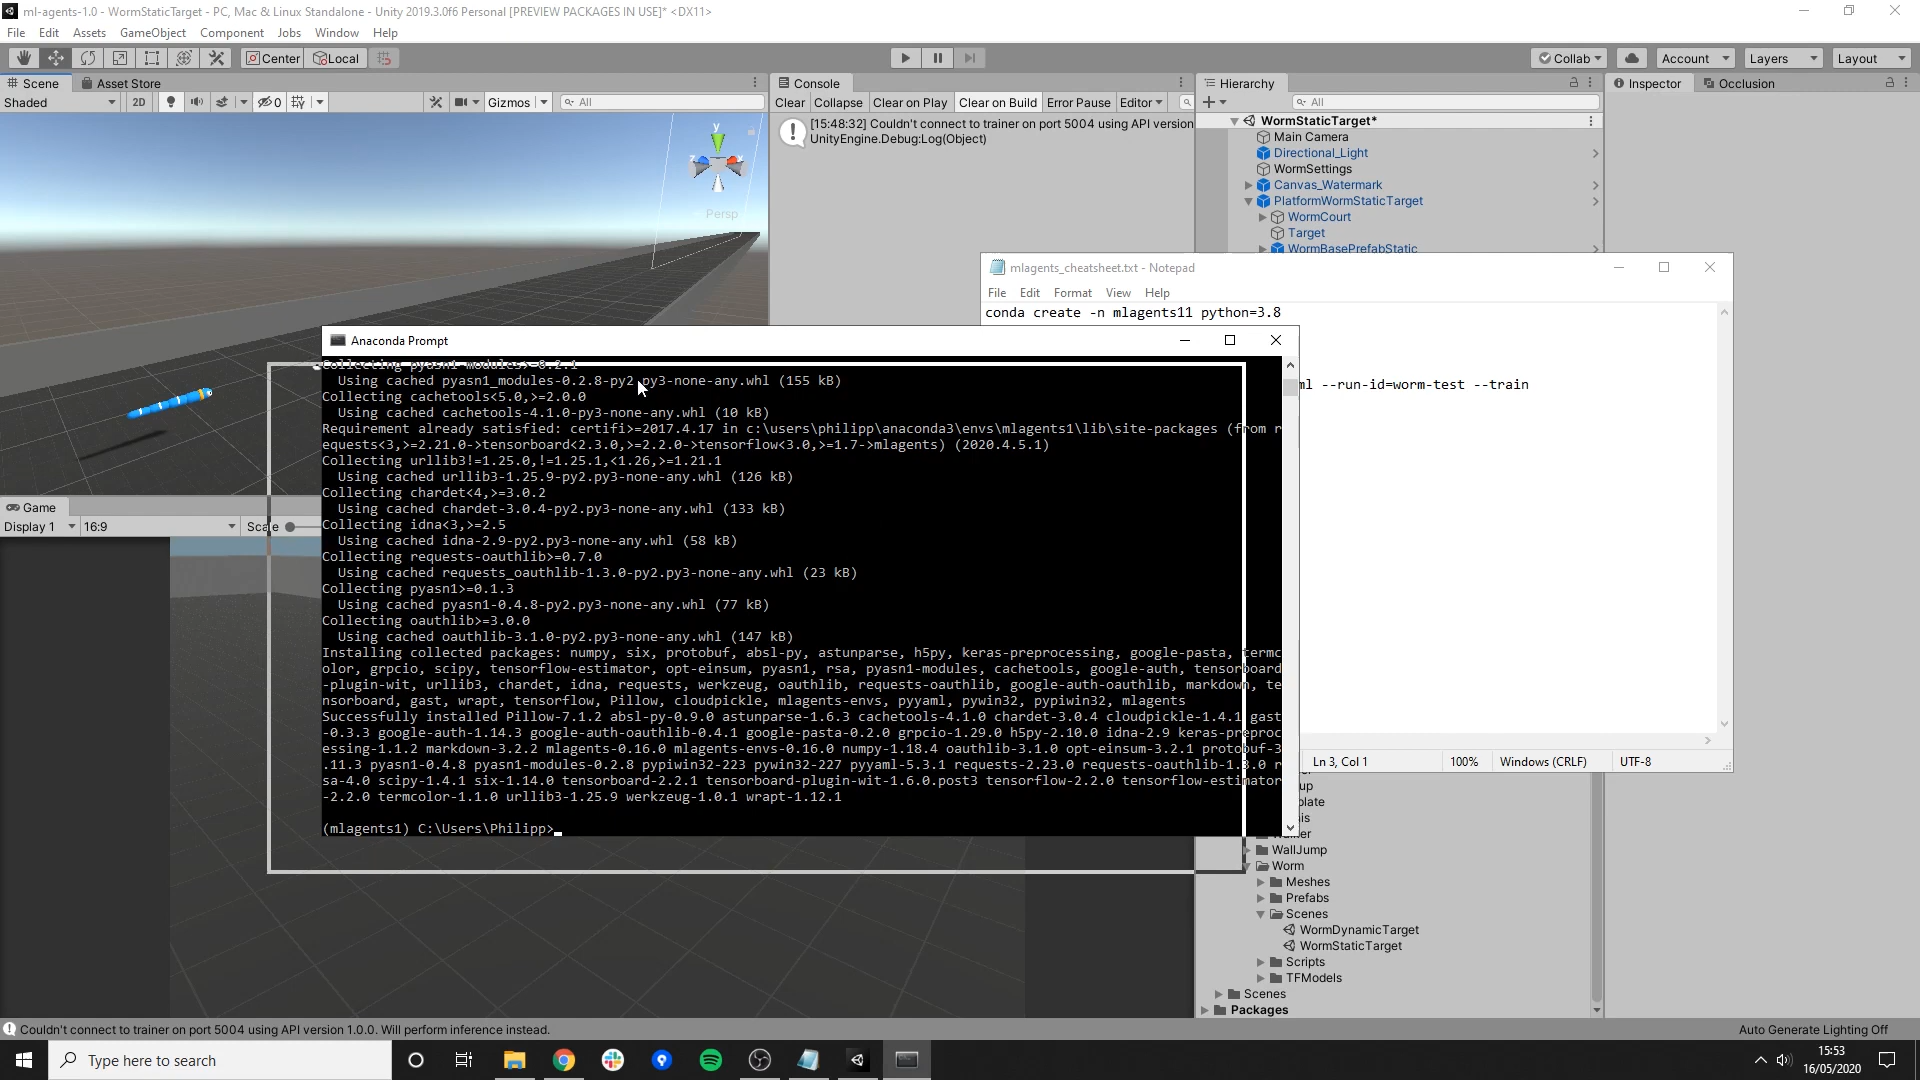 ml-agents-1.0 - WormStaticTarget - PC, Mac & Linux Standalone - Unity 2019.3.0f6 Personal [PREVIEW PACKAGES IN USE]* <DX11>
File Edit Assets GameObject Component Jobs Window Help
Center Local Collab Account Layers Layout
Scene Asset Store Console Hierarchy Inspector Occlusion
Shaded 2D 0 Gizmos All Clear Collapse Clear on Play Clear on Build Error Pause Editor All
[15:48:32] Couldn't connect to trainer on port 5004 using API version
UnityEngine.Debug:Log(Object)
y
z x
Persp
WormStaticTarget*
Main Camera
Directional_Light
WormSettings
Canvas_Watermark
PlatformWormStaticTarget
WormCourt
Target
WormBasePrefabStatic
mlagents_cheatsheet.txt - Notepad
File Edit Format View Help
conda create -n mlagents11 python=3.8
ml --run-id=worm-test --train
Ln 3, Col 1 100% Windows (CRLF) UTF-8
Anaconda Prompt
Collecting pyasn1-modules>=0.2.1
Using cached pyasn1_modules-0.2.8-py2.py3-none-any.whl (155 kB)
Collecting cachetools<5.0,>=2.0.0
Using cached cachetools-4.1.0-py3-none-any.whl (10 kB)
Requirement already satisfied: certifi>=2017.4.17 in c:\users\philipp\anaconda3\envs\mlagents1\lib\site-packages (from r
equests<3,>=2.21.0->tensorboard<2.3.0,>=2.2.0->tensorflow<3.0,>=1.7->mlagents) (2020.4.5.1)
Collecting urllib3!=1.25.0,!=1.25.1,<1.26,>=1.21.1
Using cached urllib3-1.25.9-py2.py3-none-any.whl (126 kB)
Collecting chardet<4,>=3.0.2
Using cached chardet-3.0.4-py2.py3-none-any.whl (133 kB)
Collecting idna<3,>=2.5
Using cached idna-2.9-py2.py3-none-any.whl (58 kB)
Collecting requests-oauthlib>=0.7.0
Using cached requests_oauthlib-1.3.0-py2.py3-none-any.whl (23 kB)
Collecting pyasn1>=0.1.3
Using cached pyasn1-0.4.8-py2.py3-none-any.whl (77 kB)
Collecting oauthlib>=3.0.0
Using cached oauthlib-3.1.0-py2.py3-none-any.whl (147 kB)
Installing collected packages: numpy, six, protobuf, absl-py, astunparse, h5py, keras-preprocessing, google-pasta, termc
olor, grpcio, scipy, tensorflow-estimator, opt-einsum, pyasn1, rsa, pyasn1-modules, cachetools, google-auth, tensorboard
-plugin-wit, urllib3, chardet, idna, requests, werkzeug, oauthlib, requests-oauthlib, google-auth-oauthlib, markdown, te
nsorboard, gast, wrapt, tensorflow, Pillow, cloudpickle, mlagents-envs, pyyaml, pywin32, pypiwin32, mlagents
Successfully installed Pillow-7.1.2 absl-py-0.9.0 astunparse-1.6.3 cachetools-4.1.0 chardet-3.0.4 cloudpickle-1.4.1 gast
-0.3.3 google-auth-1.14.3 google-auth-oauthlib-0.4.1 google-pasta-0.2.0 grpcio-1.29.0 h5py-2.10.0 idna-2.9 keras-preproc
essing-1.1.2 markdown-3.2.2 mlagents-0.16.0 mlagents-envs-0.16.0 numpy-1.18.4 oauthlib-3.1.0 opt-einsum-3.2.1 protobuf-3
.11.3 pyasn1-0.4.8 pyasn1-modules-0.2.8 pypiwin32-223 pywin32-227 pyyaml-5.3.1 requests-2.23.0 requests-oauthlib-1.3.0 r
sa-4.0 scipy-1.4.1 six-1.14.0 tensorboard-2.2.1 tensorboard-plugin-wit-1.6.0.post3 tensorflow-2.2.0 tensorflow-estimator
-2.2.0 termcolor-1.1.0 urllib3-1.25.9 werkzeug-1.0.1 wrapt-1.12.1
(mlagents1) C:\Users\Philipp>
Game
Display 1 16:9 Scale
up
plate
sis
Walker
WallJump
Worm
Meshes
Prefabs
Scenes
WormDynamicTarget
WormStaticTarget
Scripts
TFModels
Scenes
Packages
Couldn't connect to trainer on port 5004 using API version 1.0.0. Will perform inference instead. Auto Generate Lighting Off
Type here to search
15:53
16/05/2020